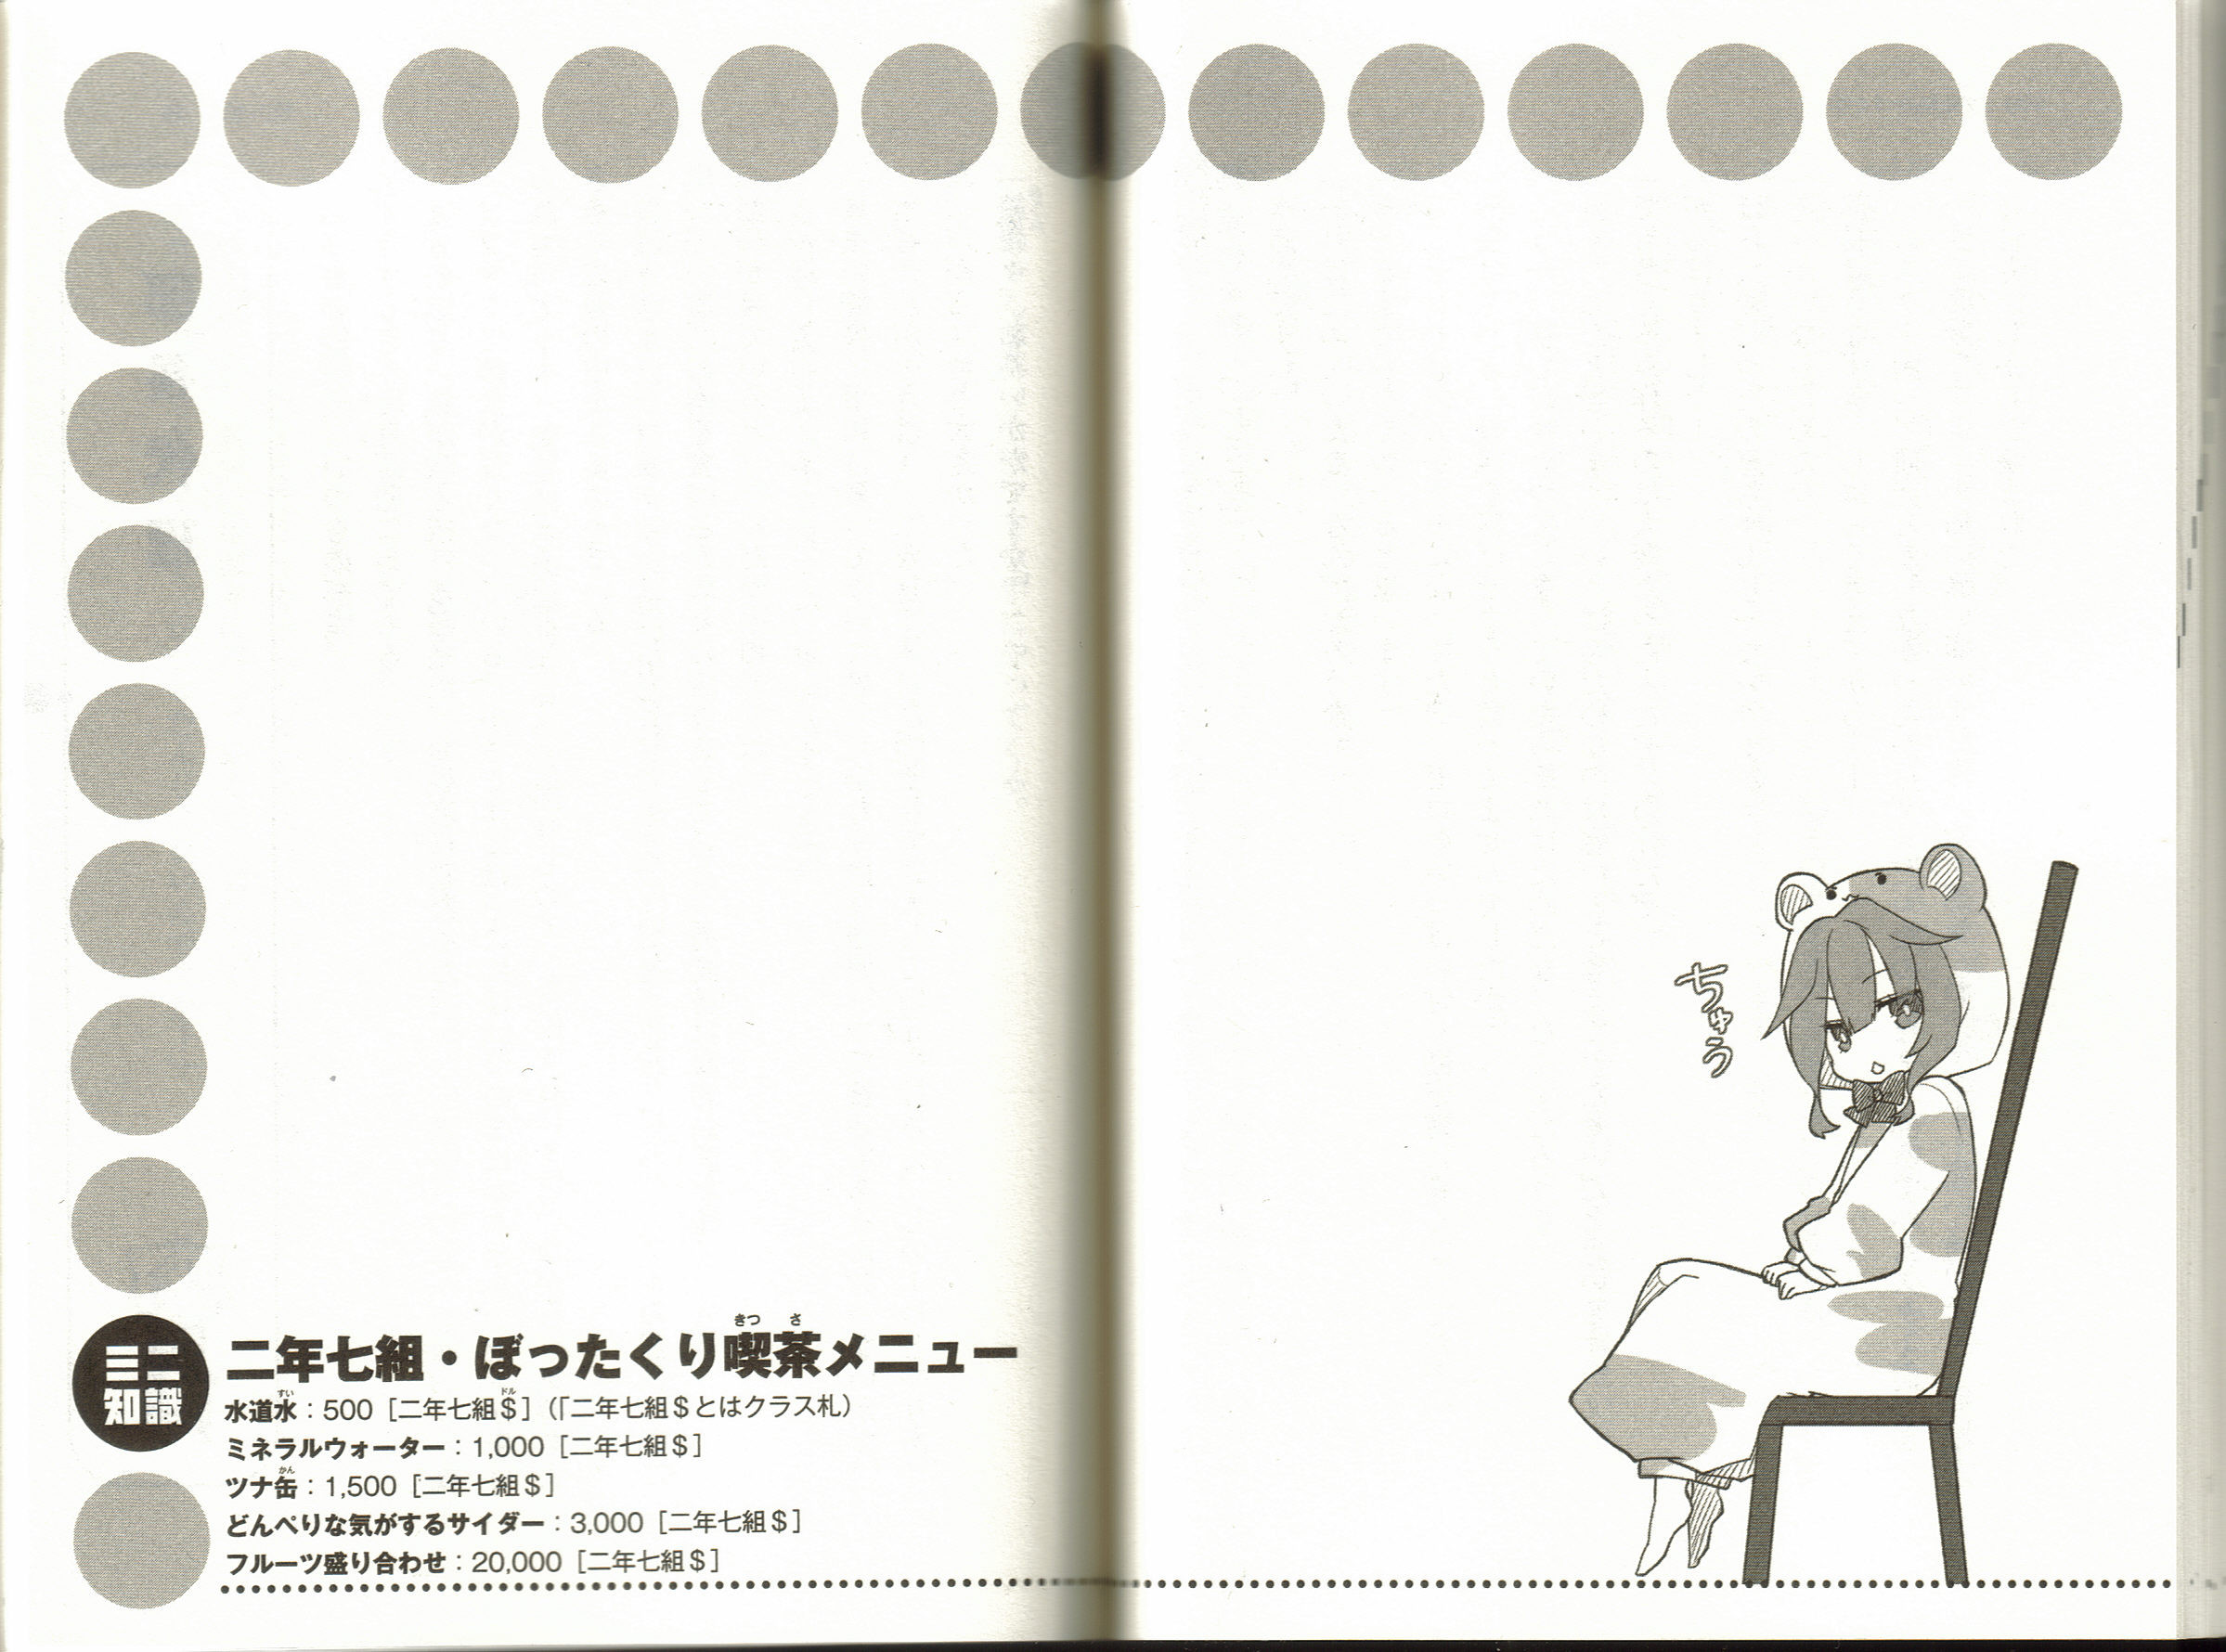 ちゅう
ミニ
知識
二年七組・ぼったくり喫茶メニュー
水道水：500［二年七組＄］（「二年七組＄とはクラス札）
ミネラルウォーター：1,000［二年七組＄］
ツナ缶：1,500［二年七組＄］
どんぺりな気がするサイダー：3,000［二年七組＄］
フルーツ盛り合わせ：20,000［二年七組＄］